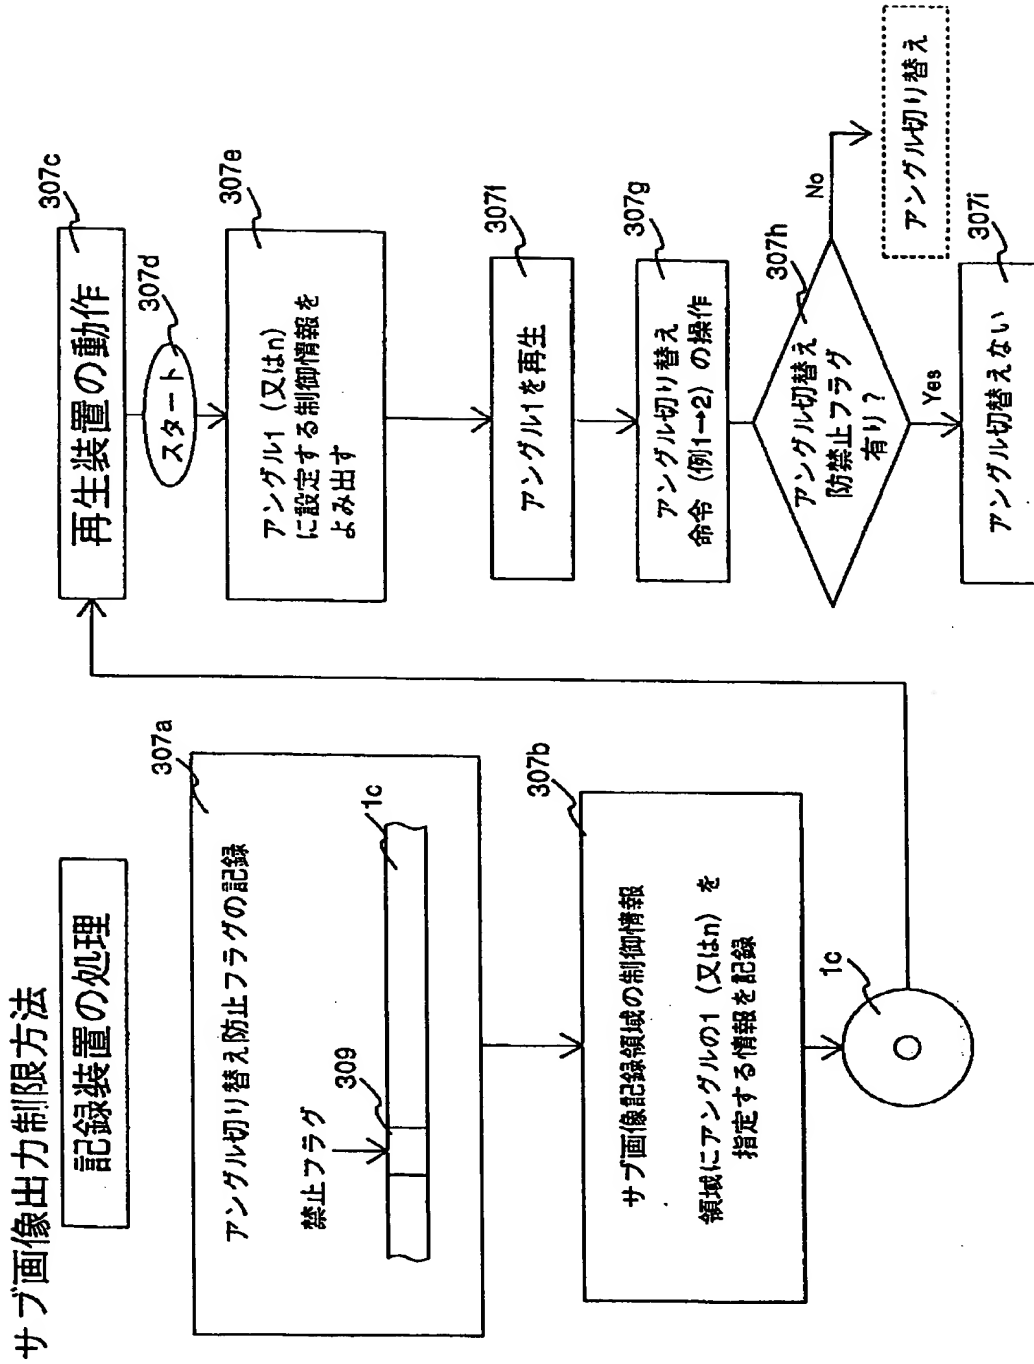 サブ画像出力制限方法
記録装置の処理
307a
アングル切り替え防止フラグの記録
禁止フラグ
309
1c
307b
サブ画像記録領域の制御情報
領域にアングルの1（又はn）を
指定する情報を記録
1c
307c
再生装置の動作
307d
スタート
307e
アングル1（又はn）
に設定する制御情報を
よみ出す
307f
アングル1を再生
307g
アングル切り替え
命令（例1→2）の操作
307h
アングル切替え
防禁止フラグ
有り？
No
アングル切り替え
Yes
307i
アングル切替えない